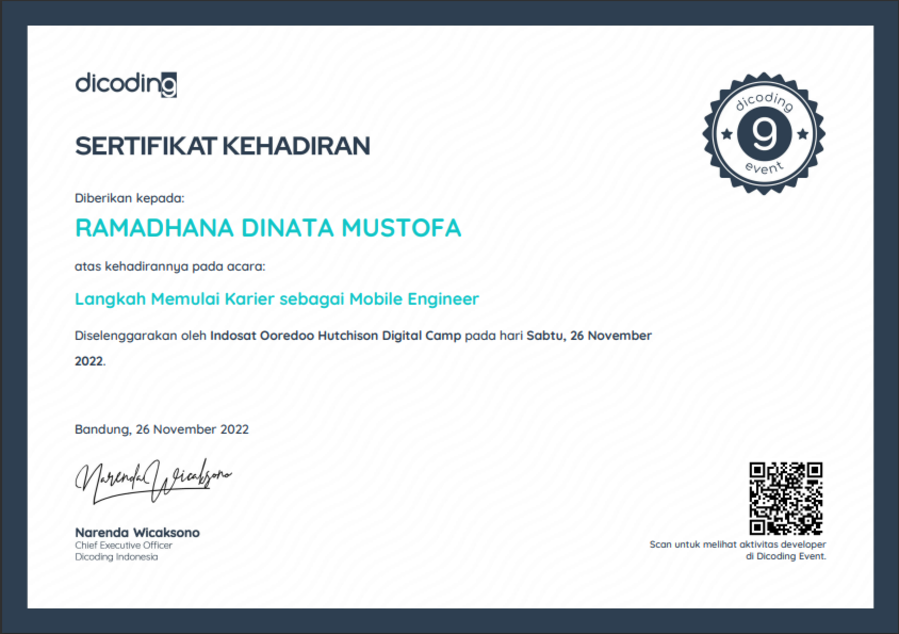 dicoding
SERTIFIKAT KEHADIRAN
dicoding
g
event
Diberikan kepada:
RAMADHANA DINATA MUSTOFA
atas kehadirannya pada acara:
Langkah Memulai Karier sebagai Mobile Engineer
Diselenggarakan oleh Indosat Ooredoo Hutchison Digital Camp pada hari Sabtu, 26 November
2022.
Bandung, 26 November 2022
Narenda Wicaksono
Narenda Wicaksono
Chief Executive Officer
Dicoding Indonesia
Scan untuk melihat aktivitas developer
di Dicoding Event.